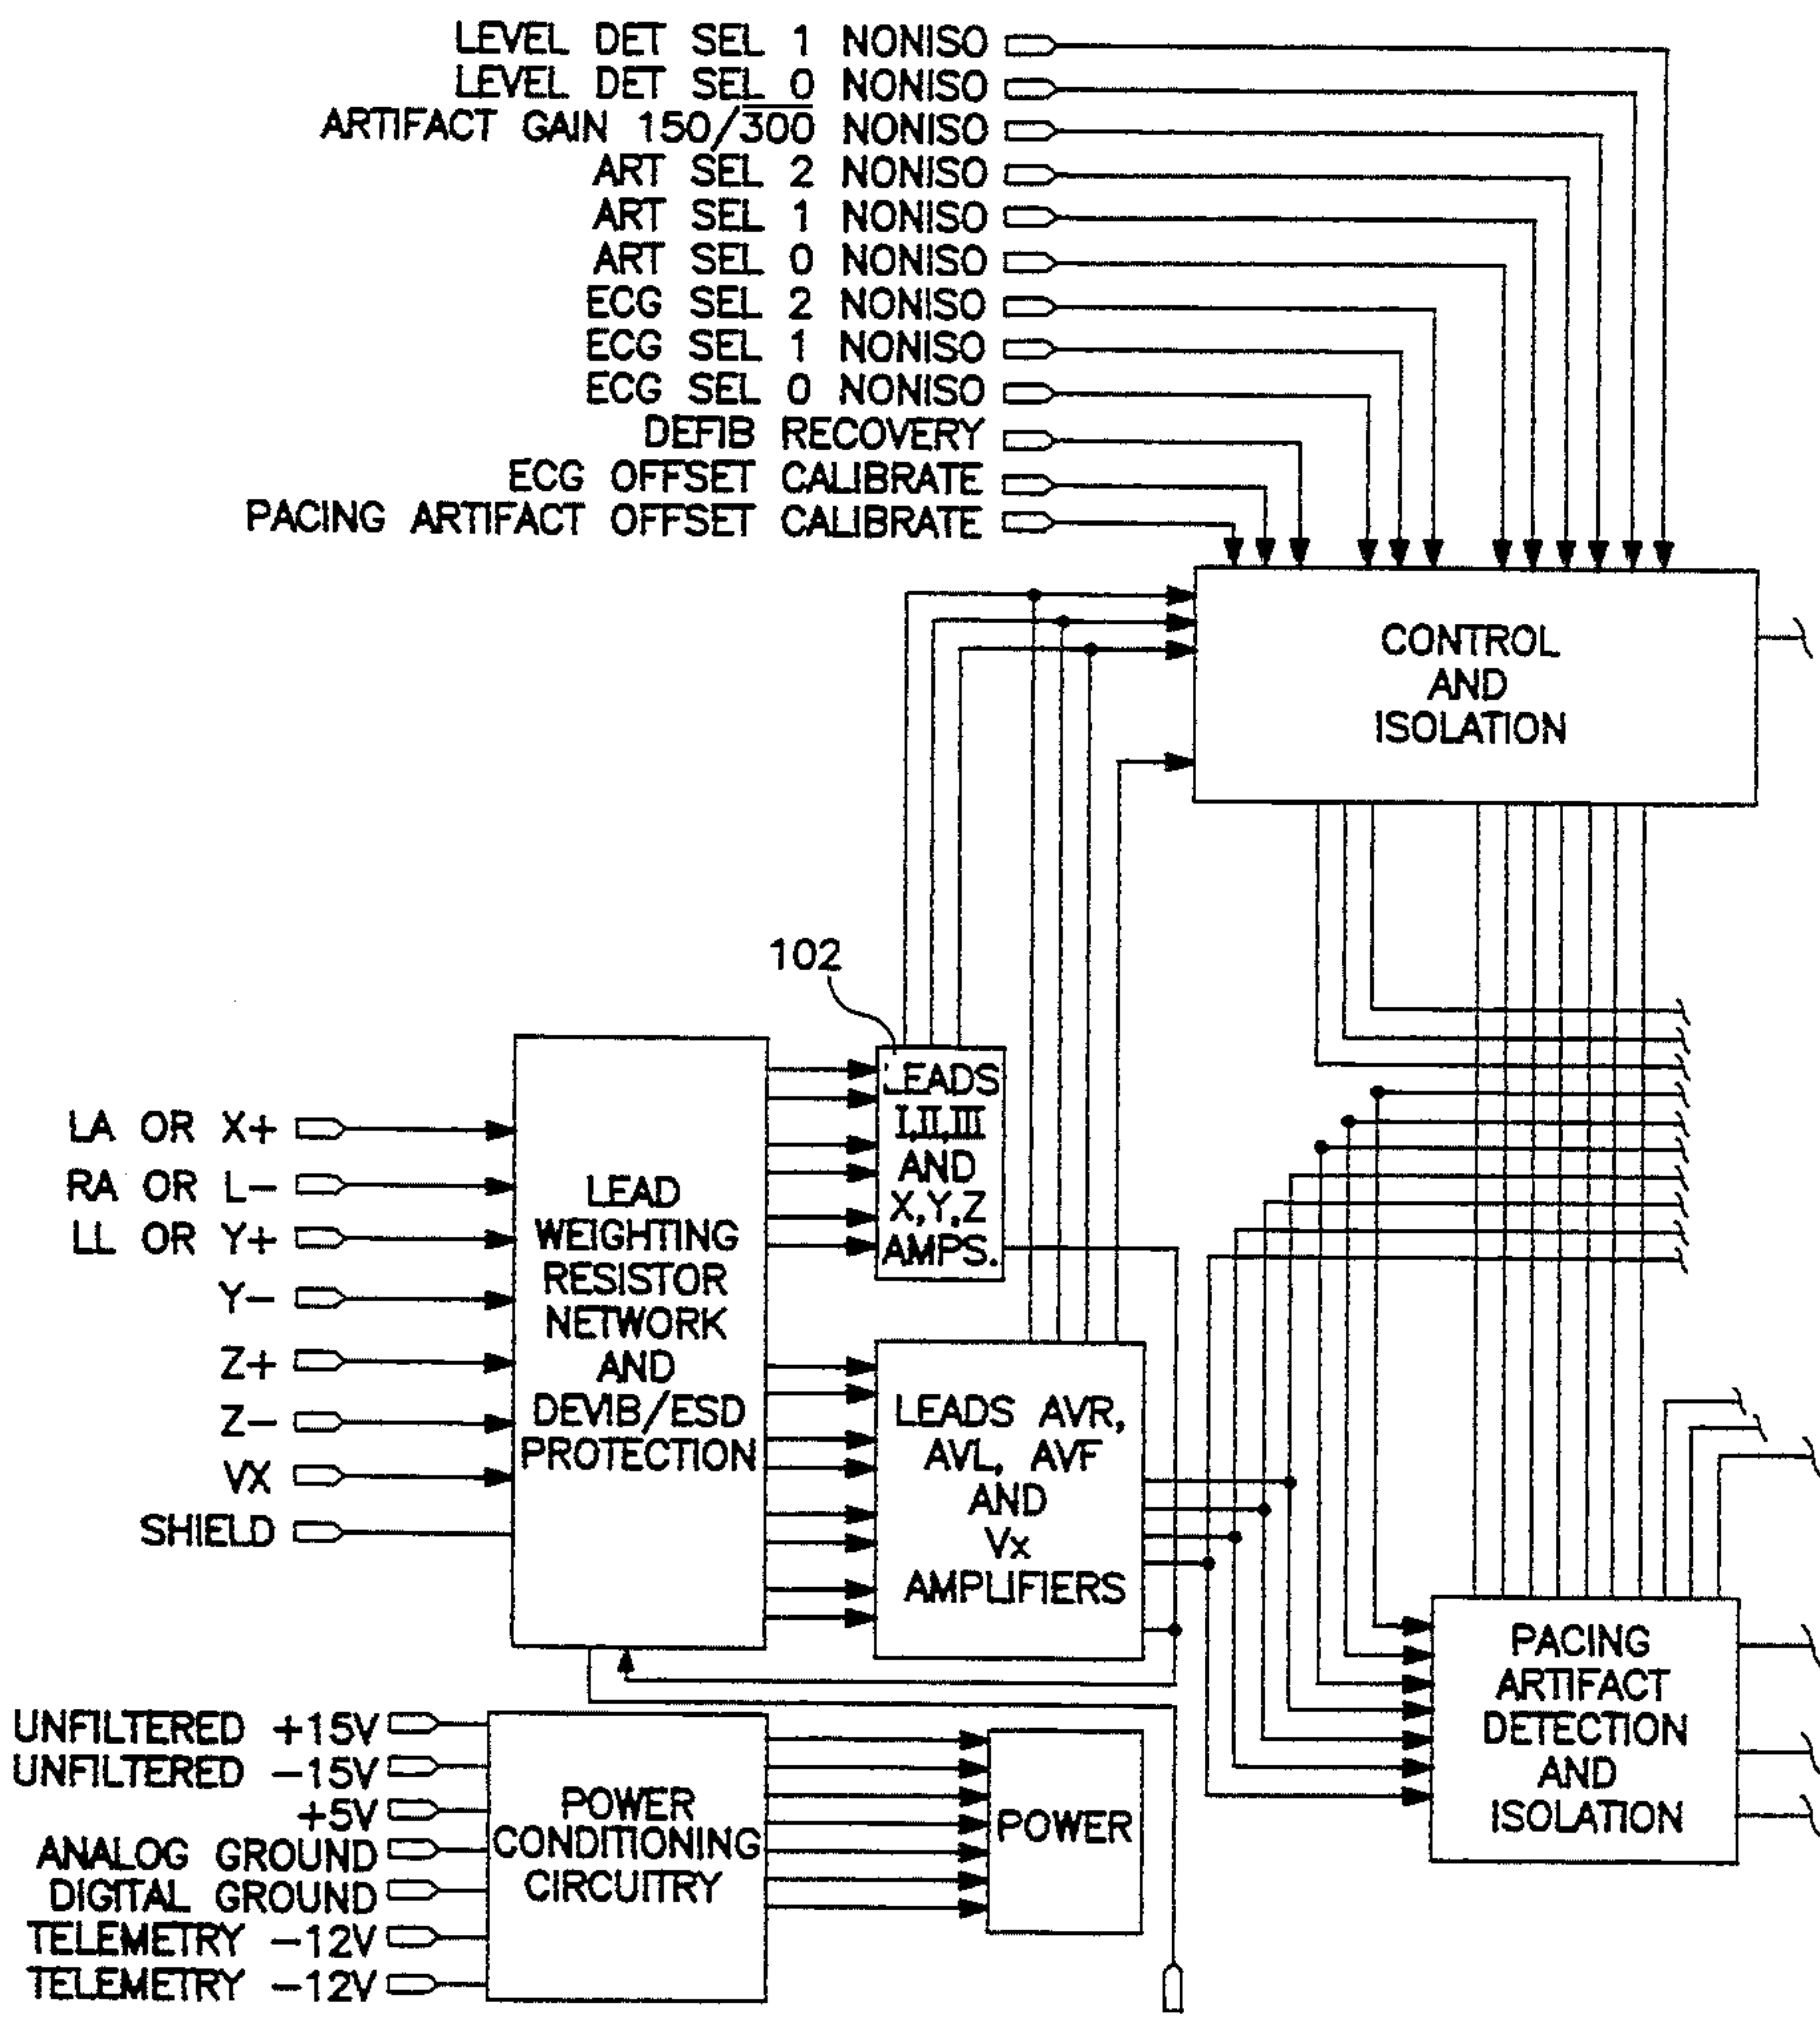 LEVEL DET SEL 1 NONISO
LEVEL DET SEL 0 NONISO
ARTIFACT GAIN 150/300 NONISO
ART SEL 2 NONISO
ART SEL 1 NONISO
ART SEL 0 NONISO
ECG SEL 2 NONISO
ECG SEL 1 NONISO
ECG SEL 0 NONISO
DEFIB RECOVERY
ECG OFFSET CALIBRATE
PACING ARTIFACT OFFSET CALIBRATE
CONTROL
AND
ISOLATION
102
LEADS
I,II,III
AND
X,Y,Z
AMPS.
LA OR X+
RA OR L-
LL OR Y+
Y-
Z+
Z-
VX
SHIELD
LEAD
WEIGHTING
RESISTOR
NETWORK
AND
DEVIB/ESD
PROTECTION
LEADS AVR,
AVL, AVF
AND
Vx
AMPLIFIERS
PACING
ARTIFACT
DETECTION
AND
ISOLATION
UNFILTERED +15V
UNFILTERED -15V
+5V
ANALOG GROUND
DIGITAL GROUND
TELEMETRY -12V
TELEMETRY -12V
POWER
CONDITIONING
CIRCUITRY
POWER